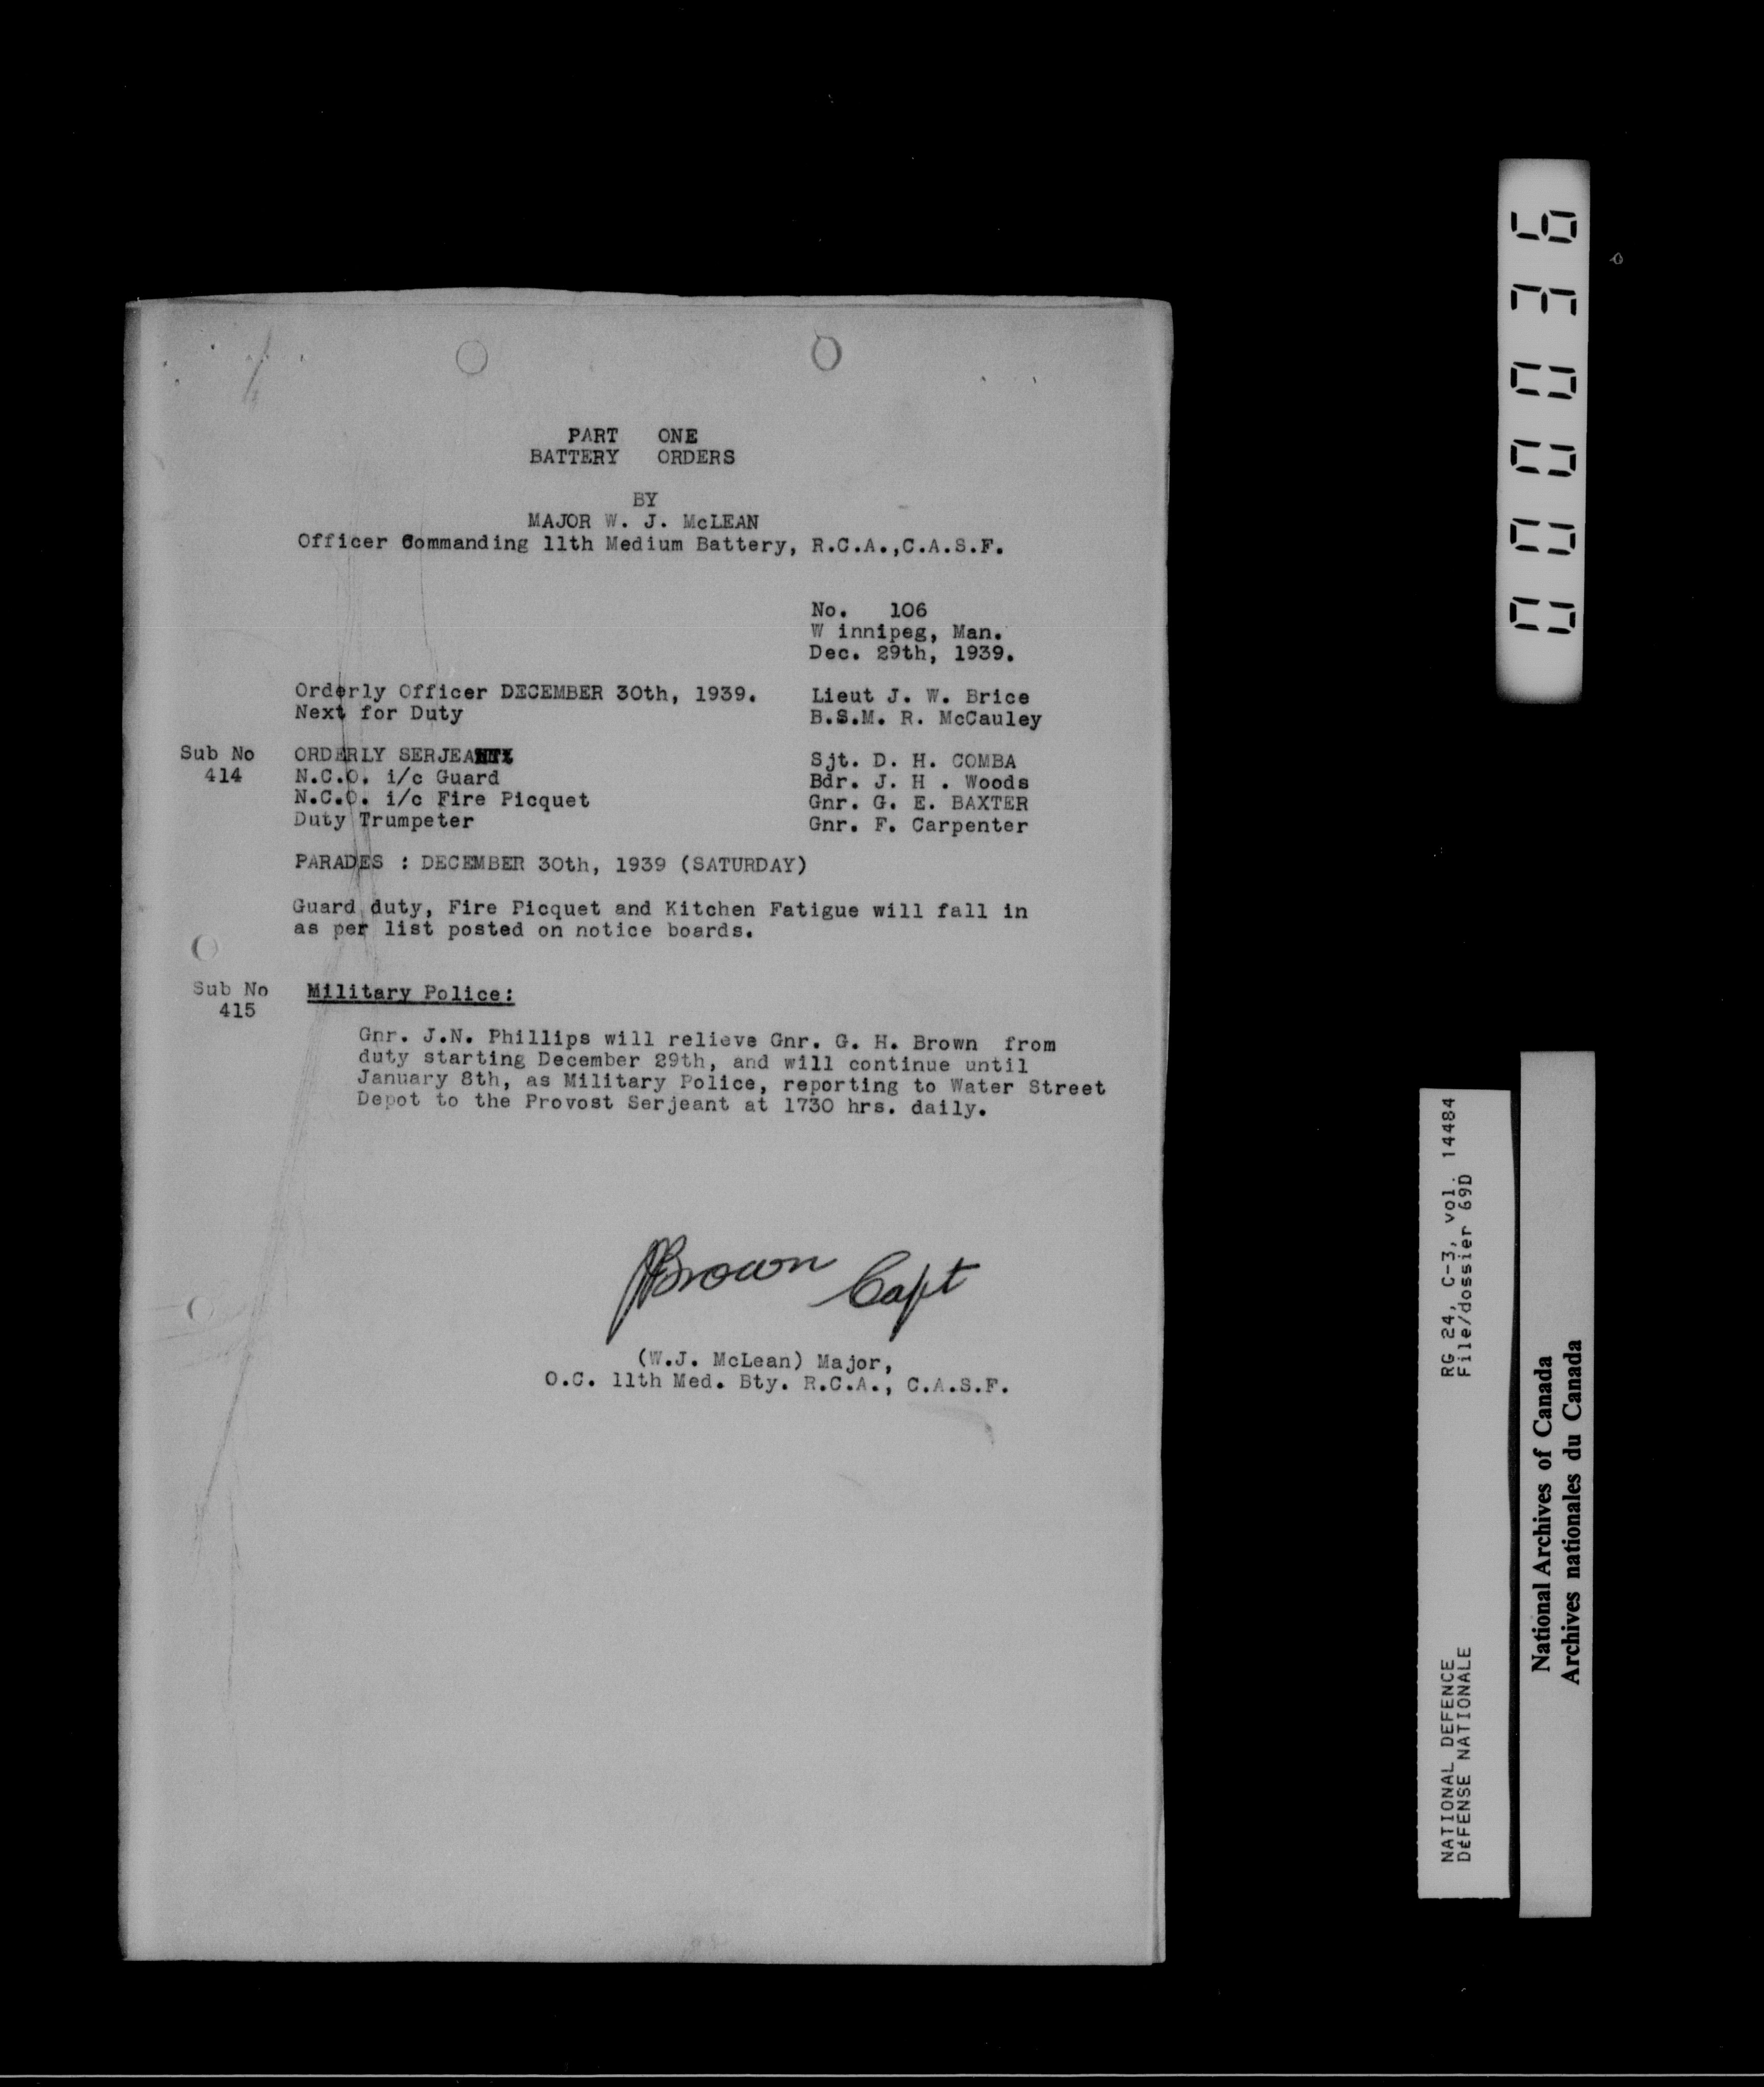 PART ONE
BATTERY ORDERS
BY
MAJOR W. J. McLEAN
Officer Commanding 11th Medium Battery, R.C.A.,C.A.S.F.
No. 106
W innipeg, Man.
Dec. 29th, 1939.
Orderly Officer DECEMBER 30th, 1939. Lieut J. W. Brice
Next for Duty B.S.M. R. McCauley
Sub No ORDERLY SERJEANT Sjt. D. H. COMBA
414 N.C.O. i/c Guard Bdr. J. H . Woods
N.C.O. i/c Fire Picquet Gnr. G. E. BAXTER
Duty Trumpeter Gnr. F. Carpenter
PARADES : DECEMBER 30th, 1939 (SATURDAY)
Guard duty, Fire Picquet and Kitchen Fatigue will fall in
as per list posted on notice boards.
Sub No Military Police:
415
Gnr. J.N. Phillips will relieve Gnr. G. H. Brown from
duty starting December 29th, and will continue until
January 8th, as Military Police, reporting to Water Street
Depot to the Provost Serjeant at 1730 hrs. daily.
Brown Capt
(W.J. McLean) Major,
O.C. 11th Med. Bty. R.C.A., C.A.S.F.
000036
RG 24, C-3, vol. 14484
File/dossier 69D
NATIONAL DEFENCE
DÉFENSE NATIONALE
National Archives of Canada
Archives nationales du Canada